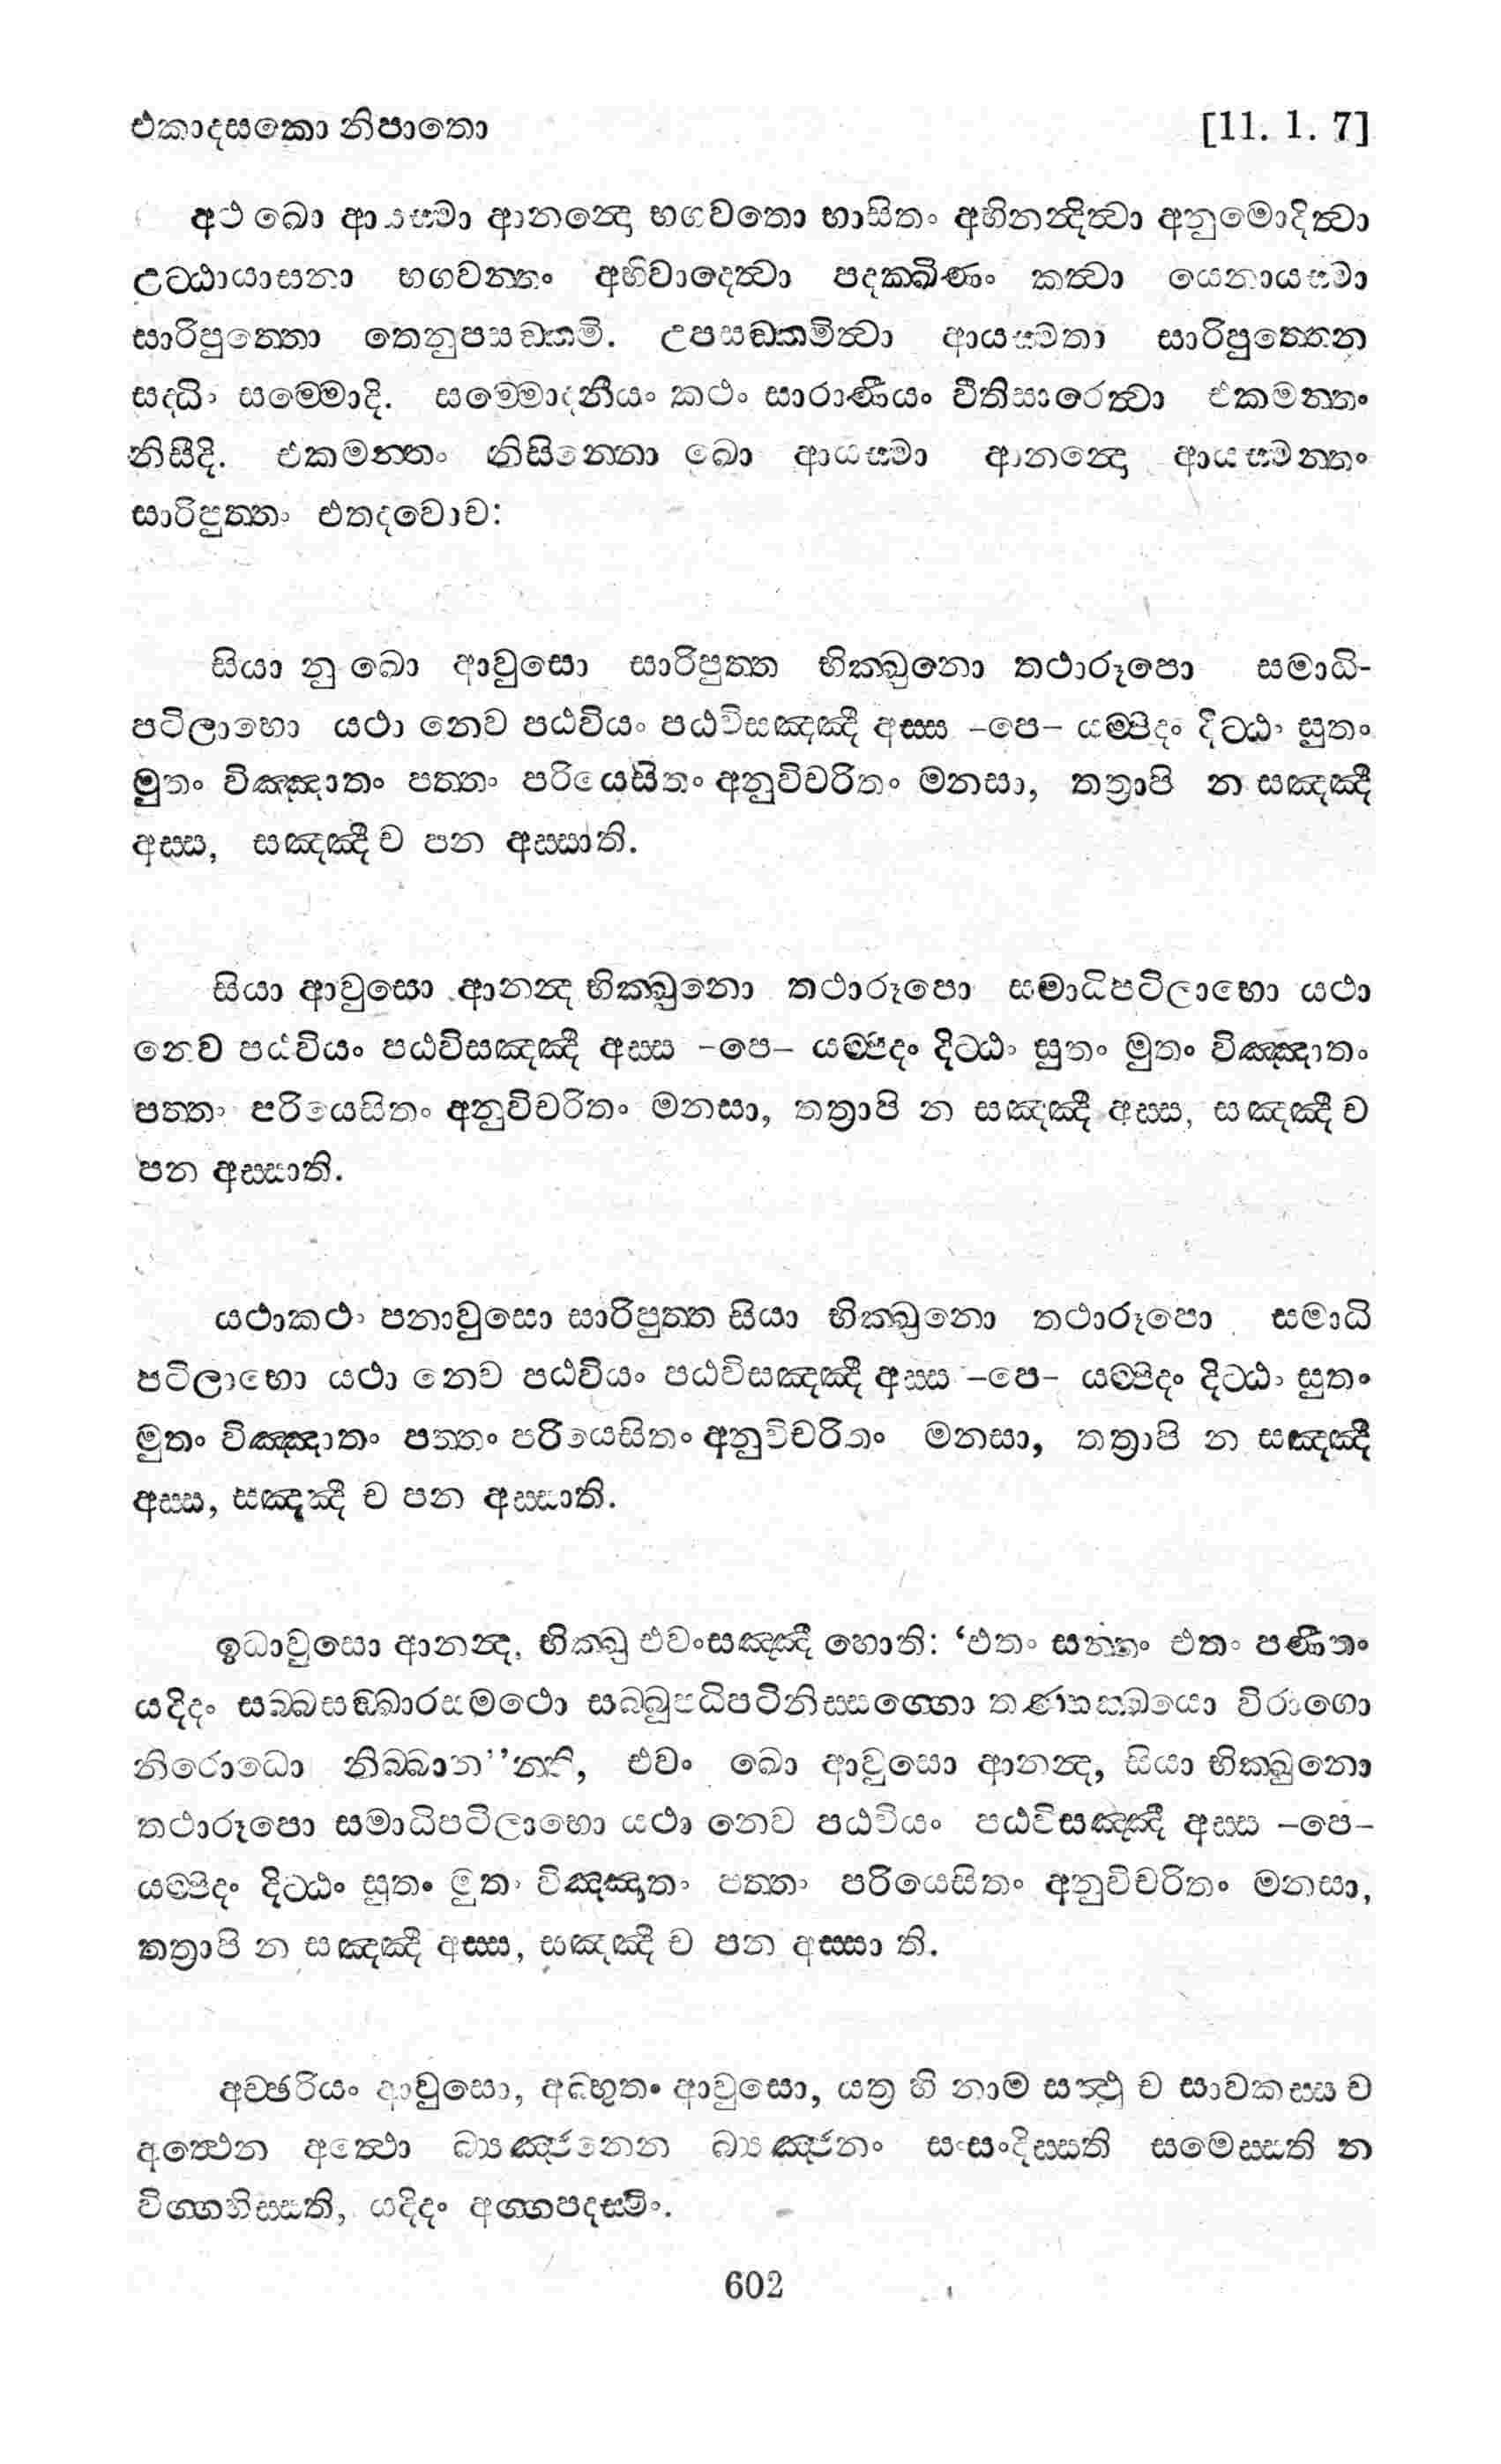 එකාදසකො නිපාතො [11. 1. 7]
අථ ඛො ආයස්මා ආනන්දො භගවතො භාසිතං අභිනන්දිත්වා අනුමොදිත්වා
උට්ඨායාසනා භගවන්තං අභිවාදෙත්වා පදක්ඛිණං කත්වා යෙනායස්මා
සාරිපුත්තො තෙනුපසඞ්කමි. උපසඞ්කමිත්වා ආයස්මතා සාරිපුත්තෙන
සද්ධිං සම්මොදි. සම්මොදනීයං කථං සාරාණීයං වීතිසාරෙත්වා එකමන්තං
නිසීදි. එකමන්තං නිසින්නො ඛො ආයස්මා ආනන්දො ආයස්මන්තං
සාරිපුත්තං එතදවොච:
සියා නු ඛො ආවුසො සාරිපුත්ත භික්ඛුනො තථාරූපො සමාධි-
පටිලාභො යථා නෙව පඨවියං පඨවිසඤ්ඤී අස්ස -පෙ- යම්පිදං දිට්ඨං සුතං
මුතං විඤ්ඤාතං පත්තං පරියෙසිතං අනුවිචරිතං මනසා, තත්‍රාපි න සඤ්ඤී
අස්ස, සඤ්ඤී ච පන අස්සාති.
සියා ආවුසො ආනන්ද භික්ඛුනො තථාරූපො සමාධිපටිලාභො යථා
නෙව පඨවියං පඨවිසඤ්ඤී අස්ස -පෙ- යම්පිදං දිට්ඨං සුතං මුතං විඤ්ඤාතං
පත්තං පරියෙසිතං අනුවිචරිතං මනසා, තත්‍රාපි න සඤ්ඤී අස්ස, සඤ්ඤී ච
පන අස්සාති.
යථාකථං පනාවුසො සාරිපුත්ත සියා භික්ඛුනො තථාරූපො සමාධි
පටිලාභො යථා නෙව පඨවියං පඨවිසඤ්ඤී අස්ස -පෙ- යම්පිදං දිට්ඨං සුතං
මුතං විඤ්ඤාතං පත්තං පරියෙසිතං අනුවිචරිතං මනසා, තත්‍රාපි න සඤ්ඤී
අස්ස, සඤ්ඤී ච පන අස්සාති.
ඉධාවුසො ආනන්ද, භික්ඛු එවංසඤ්ඤී හොති: ‘එතං සන්තං එතං පණීතං
යදිදං සබ්බසඞ්ඛාරසමථො සබ්බුපධිපටිනිස්සග්ගො තණ්හක්ඛයො විරාගො
නිරොධො නිබ්බාන’’න්ති, එවං ඛො ආවුසො ආනන්ද, සියා භික්ඛුනො
තථාරූපො සමාධිපටිලාභො යථා නෙව පඨවියං පඨවිසඤ්ඤී අස්ස -පෙ-
යම්පිදං දිට්ඨං සුතං මුතං විඤ්ඤාතං පත්තං පරියෙසිතං අනුවිචරිතං මනසා,
තත්‍රාපි න සඤ්ඤී අස්ස, සඤ්ඤී ච පන අස්සා ති.
අච්ඡරියං ආවුසො, අබ්භුතං ආවුසො, යත්‍ර හි නාම සත්ථු ච සාවකස්ස ච
අත්ථෙන අත්ථො බ්‍යඤ්ජනෙන බ්‍යඤ්ජනං සංසංදිස්සති සමෙස්සති න
විග්ගහිස්සති, යදිදං අග්ගපදස්මිං.
602